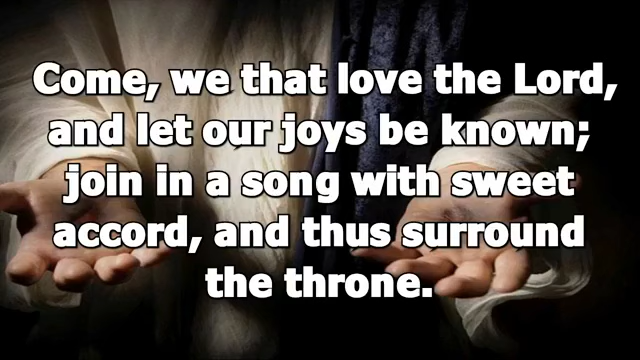 Come, we that love the Lord,
and let our joys be known;
join in a song with sweet
accord, and thus surround
the throne.